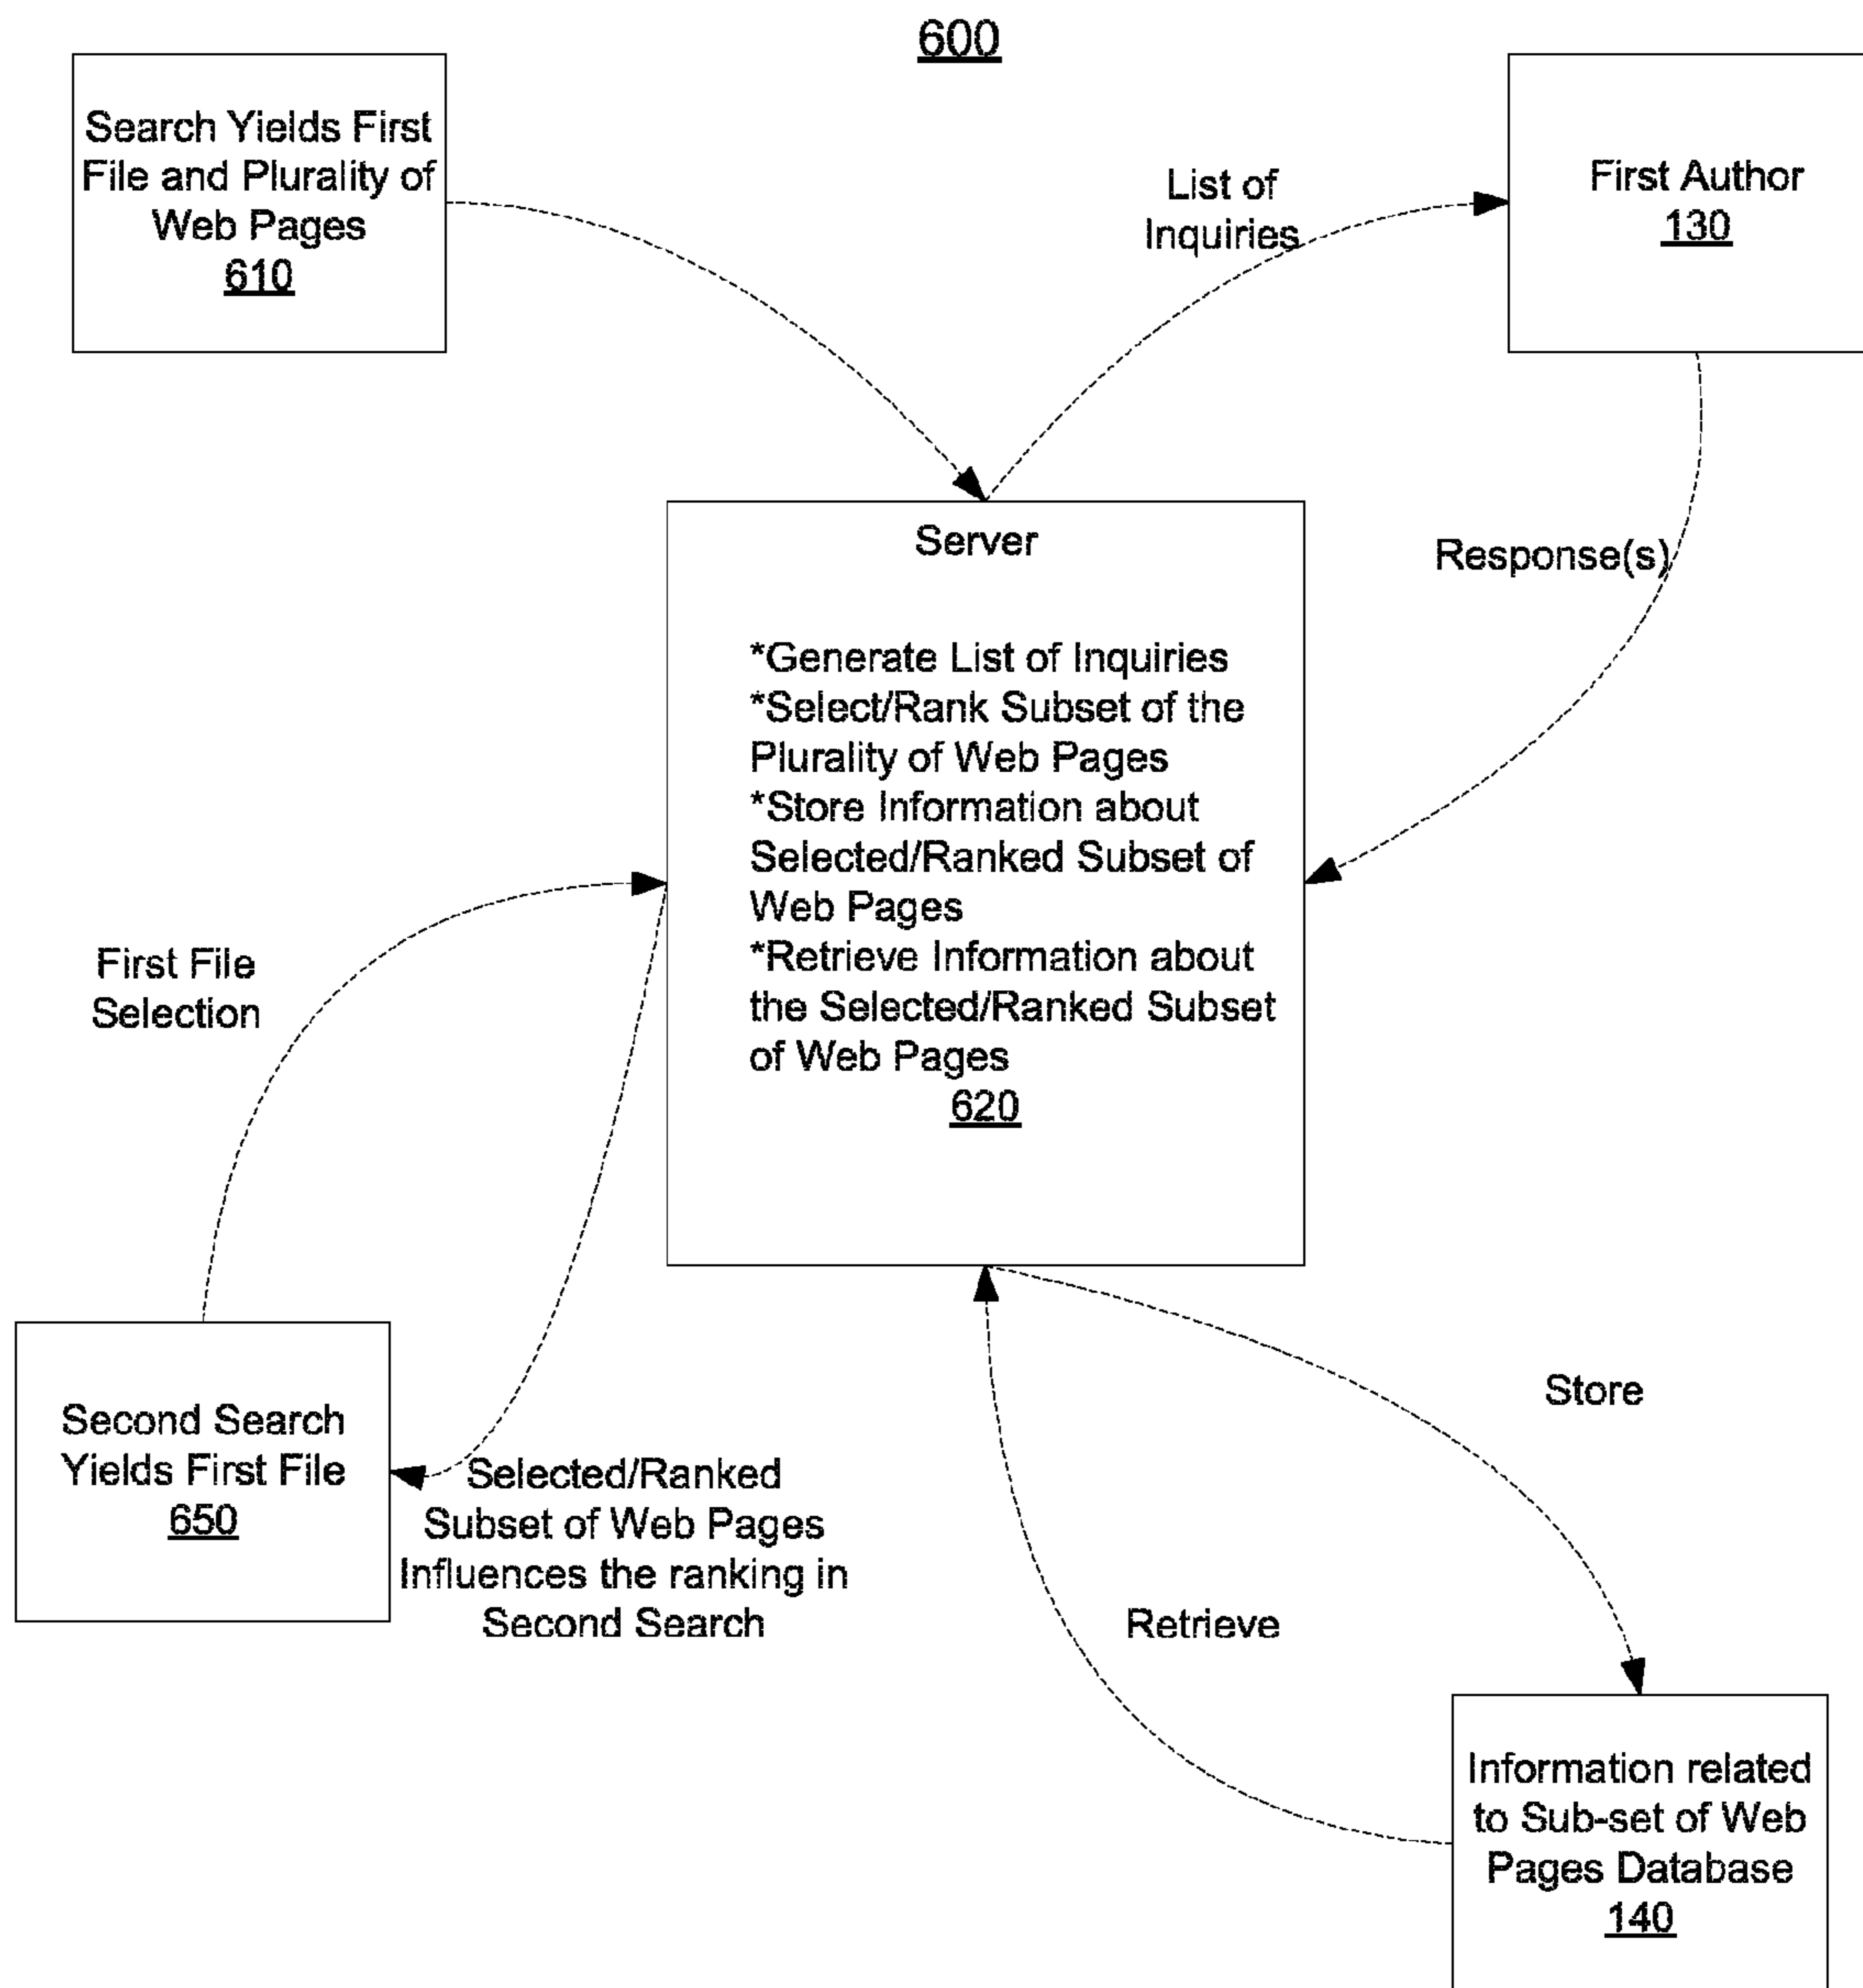 600
Search Yields First
File and Plurality of
Web Pages
610
List of
Inquiries
First Author
130
Server
*Generate List of Inquiries
*Select/Rank Subset of the
Plurality of Web Pages
*Store Information about
Selected/Ranked Subset of
Web Pages
*Retrieve Information about
the Selected/Ranked Subset
of Web Pages
620
Response(s)
First File
Selection
Second Search
Yields First File
650
Selected/Ranked
Subset of Web Pages
Influences the ranking in
Second Search
Store
Retrieve
Information related
to Sub-set of Web
Pages Database
140